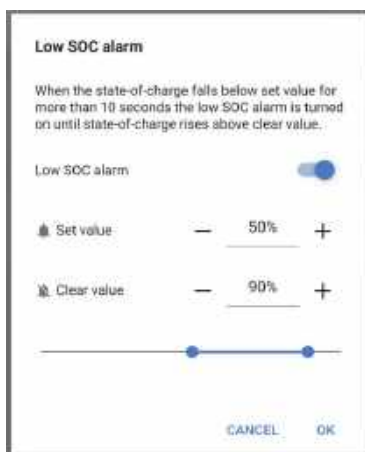 Low SOC alarm
When the state-of-charge falls below set value for
more than 10 seconds the low SOC alarm is turned
on until state-of-charge rises above clear value.
Low SOC alarm
Set value — 50% +
Clear value — 90% +
CANCEL OK